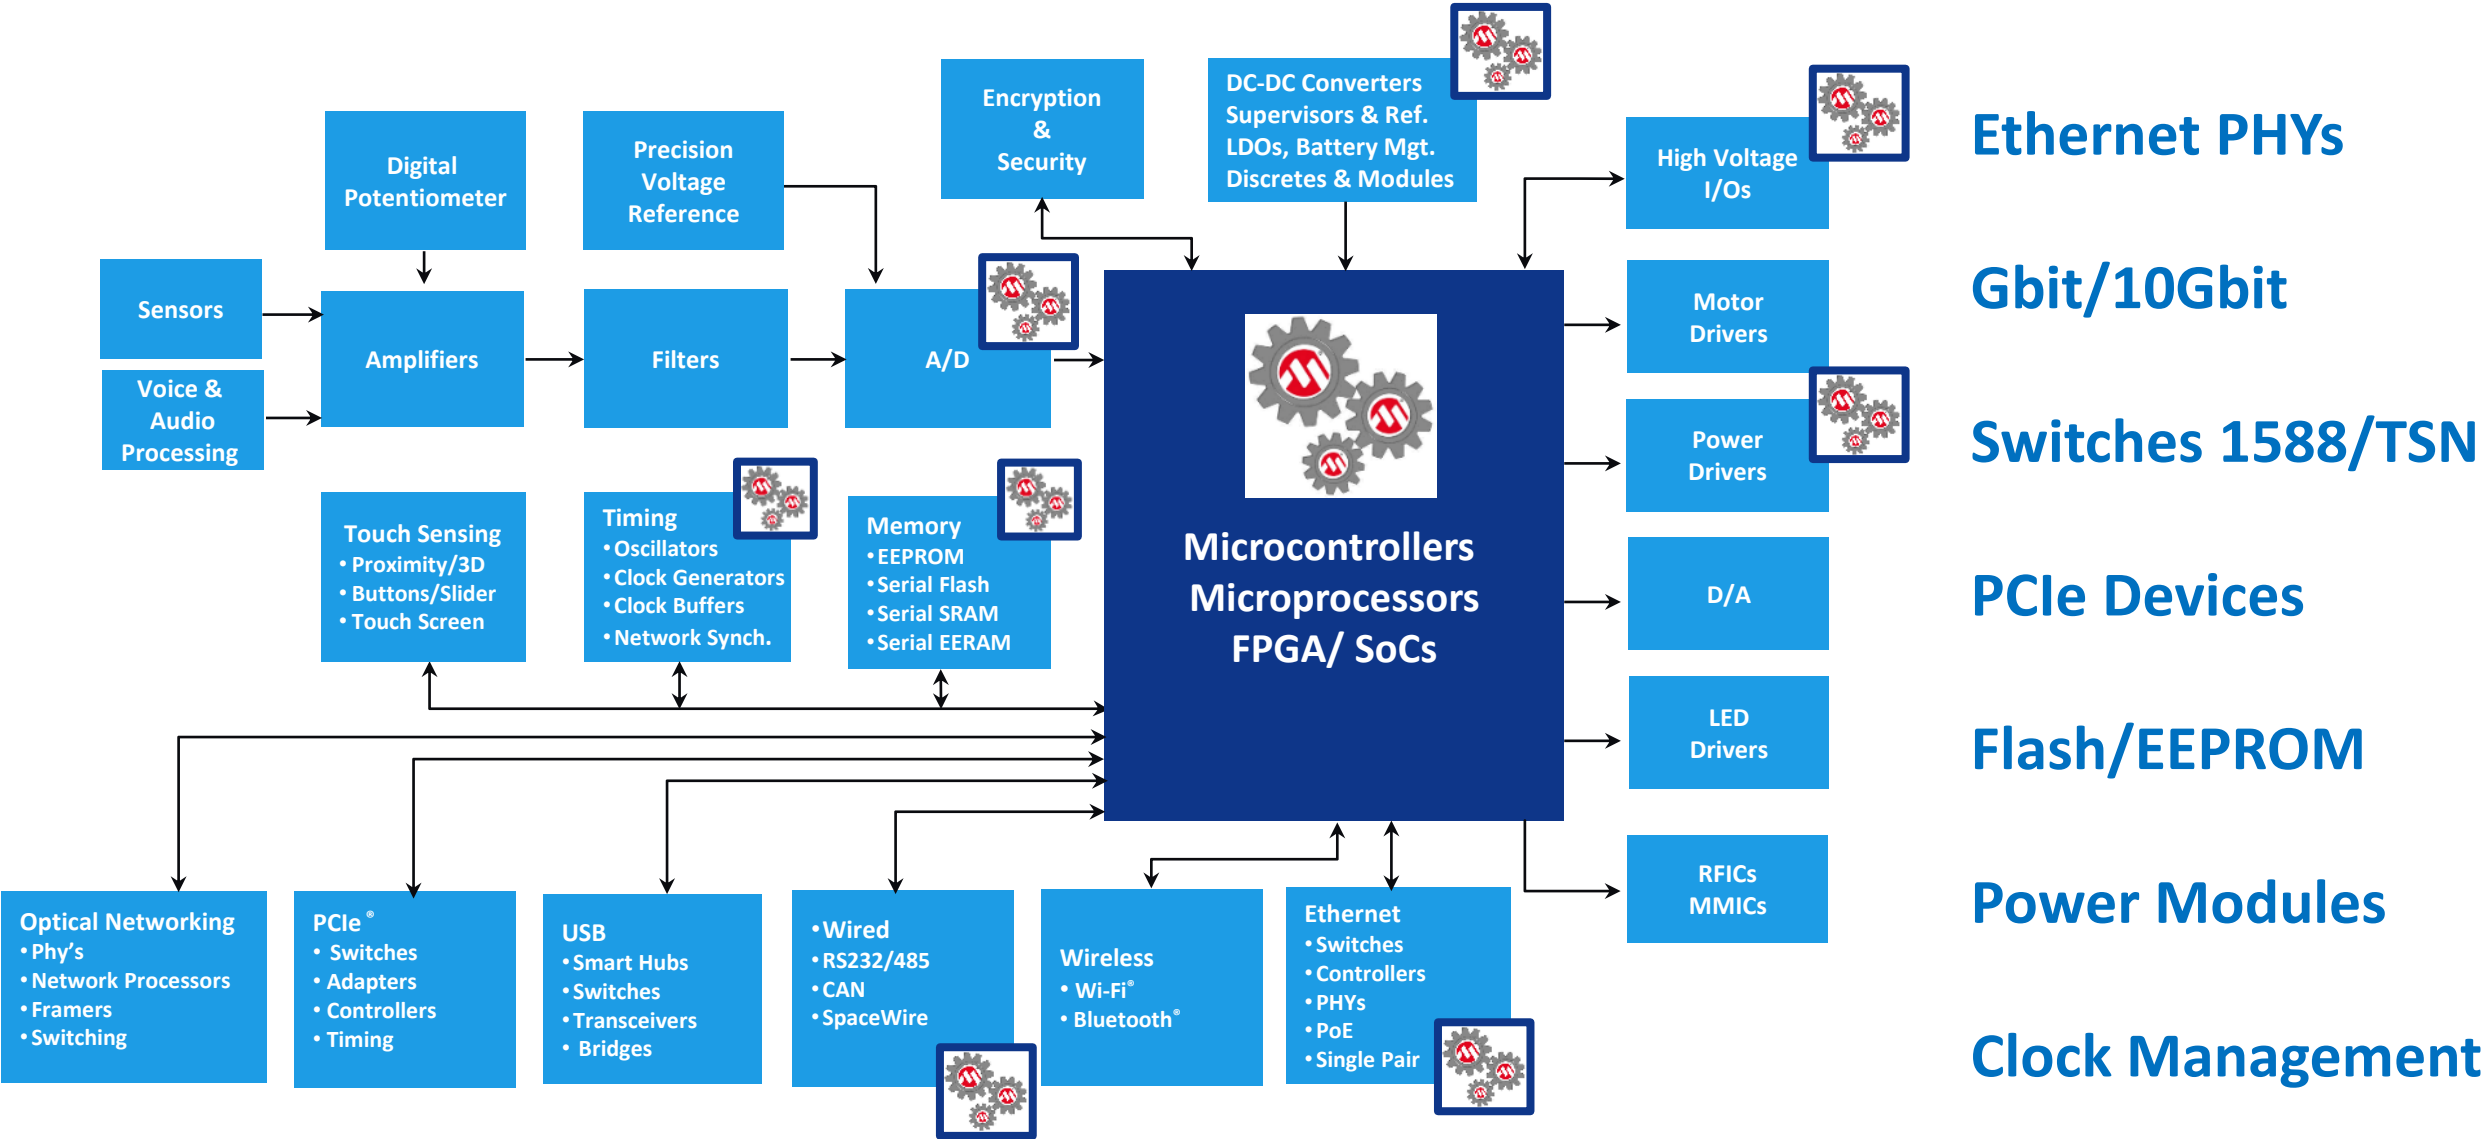 Encryption
&
Security
DC-DC Converters
Supervisors & Ref.
LDOs, Battery Mgt.
Discretes & Modules
High Voltage
I/Os
Digital
Potentiometer
Precision
Voltage
Reference
Sensors
Voice &
Audio
Processing
Amplifiers
Filters
A/D
Motor
Drivers
Power
Drivers
D/A
LED
Drivers
RFICs
MMICs
Microcontrollers
Microprocessors
FPGA/ SoCs
Touch Sensing
• Proximity/3D
• Buttons/Slider
• Touch Screen
Timing
• Oscillators
• Clock Generators
• Clock Buffers
• Network Synch.
Memory
• EEPROM
• Serial Flash
• Serial SRAM
• Serial EERAM
Optical Networking
• Phy's
• Network Processors
• Framers
• Switching
PCIe®
• Switches
• Adapters
• Controllers
• Timing
USB
• Smart Hubs
• Switches
• Transceivers
• Bridges
• Wired
• RS232/485
• CAN
• SpaceWire
Wireless
• Wi-Fi®
• Bluetooth®
Ethernet
• Switches
• Controllers
• PHYs
• PoE
• Single Pair
Ethernet PHYs
Gbit/10Gbit
Switches 1588/TSN
PCIe Devices
Flash/EEPROM
Power Modules
Clock Management